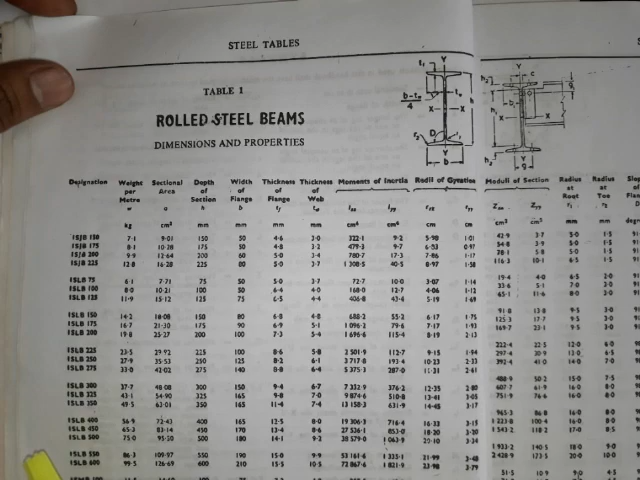 STEEL TABLES
TABLE 1
ROLLED STEEL BEAMS
DIMENSIONS AND PROPERTIES
Designation Weight per Metre Sectional Area Depth of Section Width of Flange Thickness of Flange Thickness of Web Moments of Inertia Radii of Gyration Moduli of Section Radius at Root Radius at Toe
w a h b tf tw Ixx Iyy rxx ryy Zxx Zyy r1 r2
kg cm² mm mm mm mm cm⁴ cm⁴ cm cm cm³ cm³ mm mm
ISJB 150 7·1 9·01 150 50 4·6 3·0 322·1 9·2 5·98 1·01 42·9 3·7 5·0 1·5
ISJB 175 8·1 10·28 175 50 4·8 3·2 479·3 9·7 6·83 0·97 54·8 3·9 5·0 1·5
ISJB 200 9·9 12·64 200 60 5·0 3·4 780·7 17·3 7·86 1·17 78·1 5·8 5·0 1·5
ISJB 225 12·8 16·28 225 80 5·0 3·7 1 308·5 40·5 8·97 1·58 116·3 10·1 6·5 1·5
ISLB 75 6·1 7·71 75 50 5·0 3·7 72·7 10·0 3·07 1·14 19·4 4·0 6·5 2·0
ISLB 100 8·0 10·21 100 50 6·4 4·0 168·0 12·7 4·06 1·12 33·6 5·1 7·0 3·0
ISLB 125 11·9 15·12 125 75 6·5 4·4 406·8 43·4 5·19 1·69 65·1 11·6 8·0 3·0
ISLB 150 14·2 18·08 150 80 6·8 4·8 688·2 55·2 6·17 1·75 91·8 13·8 9·5 3·0
ISLB 175 16·7 21·30 175 90 6·9 5·1 1 096·2 79·6 7·17 1·93 125·3 17·7 9·5 3·0
ISLB 200 19·8 25·27 200 100 7·3 5·4 1 696·6 115·4 8·19 2·13 169·7 23·1 9·5 3·0
ISLB 225 23·5 29·92 225 100 8·6 5·8 2 501·9 112·7 9·15 1·94 222·4 22·5 12·0 6·0
ISLB 250 27·9 35·53 250 125 8·2 6·1 3 717·8 193·4 10·23 2·33 297·4 30·9 13·0 6·5
ISLB 275 33·0 42·02 275 140 8·8 6·4 5 375·3 287·0 11·31 2·61 392·4 41·0 14·0 7·0
ISLB 300 37·7 48·08 300 150 9·4 6·7 7 332·9 376·2 12·35 2·80 488·9 50·2 15·0 7·5
ISLB 325 43·1 54·90 325 165 9·8 7·0 9 874·6 510·8 13·41 3·05 607·7 61·9 16·0 8·0
ISLB 350 49·5 63·01 350 165 11·4 7·4 13 158·3 631·9 14·45 3·17 751·9 76·6 16·0 8·0
ISLB 400 56·9 72·43 400 165 12·5 8·0 19 306·3 716·4 16·33 3·15 965·3 86·8 16·0 8·0
ISLB 450 65·3 83·14 450 170 13·4 8·6 27 536·1 853·0 18·20 3·20 1 223·8 100·4 16·0 8·0
ISLB 500 75·0 95·50 500 180 14·1 9·2 38 579·0 1 063·9 20·10 3·34 1 543·2 118·2 17·0 8·5
ISLB 550 86·3 109·97 550 190 15·0 9·9 53 161·6 1 335·1 21·99 3·48 1 933·2 140·5 18·0 9·0
ISLB 600 99·5 126·69 600 210 15·5 10·5 72 867·6 1 821·9 23·98 3·79 2 428·9 173·5 20·0 10·0
51·5 10·9 9·0 4·5